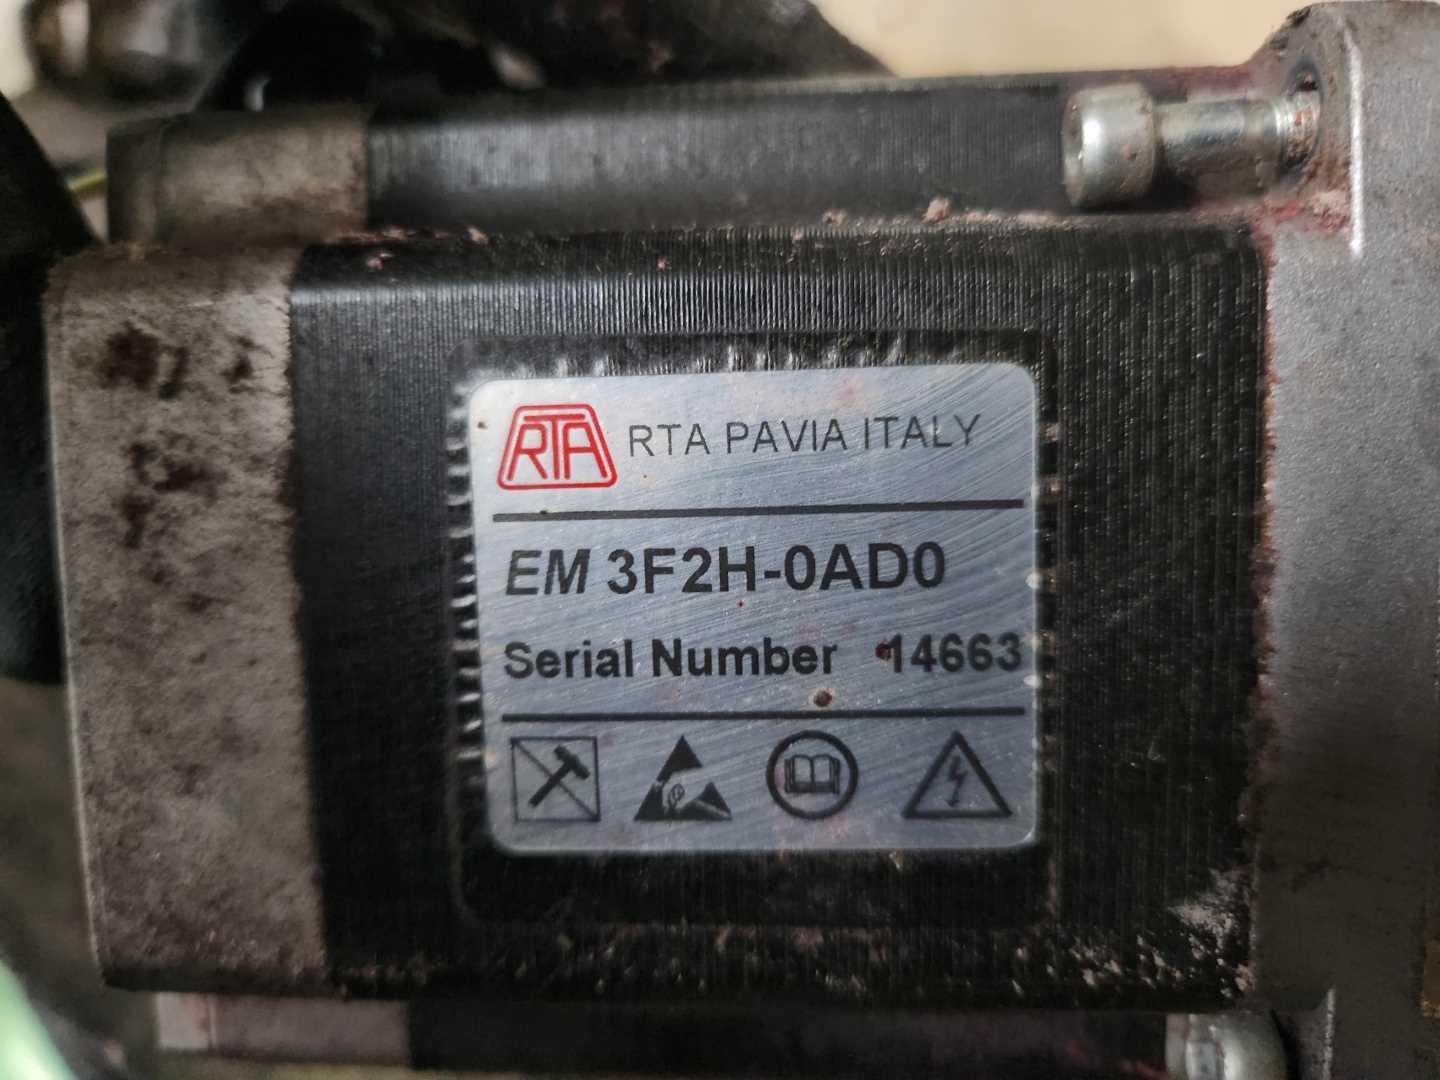 RTA RTA PAVIA ITALY
EM 3F2H-0AD0
Serial Number 14663